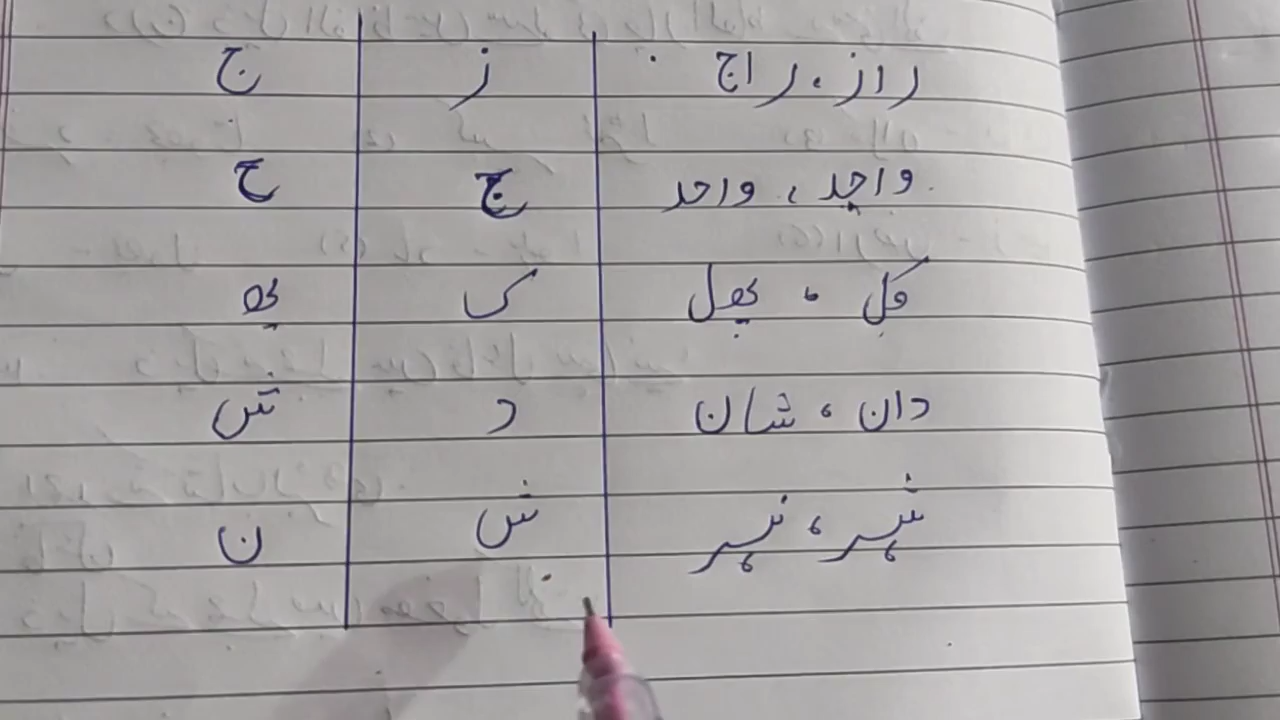 راز ، راج ز ج
واجد ، واحد ج ح
کل ، پھل ک پھ
دان ، شان د ش
شہر ، نہر ش ن